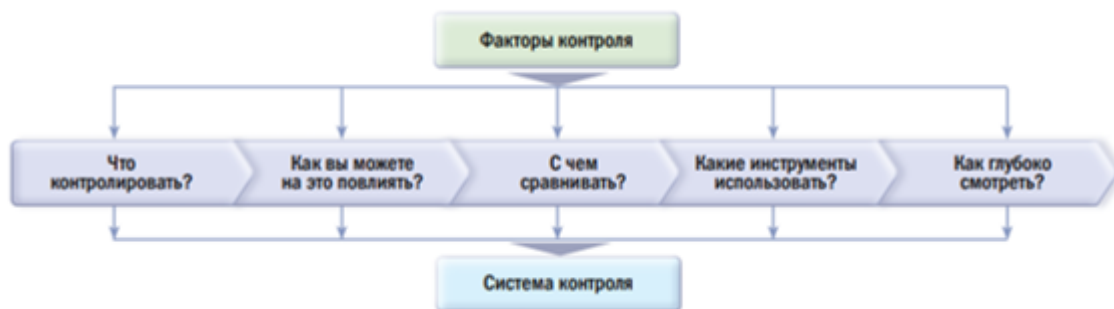 Факторы контроля
Что
контролировать?
Как вы можете
на это повлиять?
С чем
сравнивать?
Какие инструменты
использовать?
Как глубоко
смотреть?
Система контроля